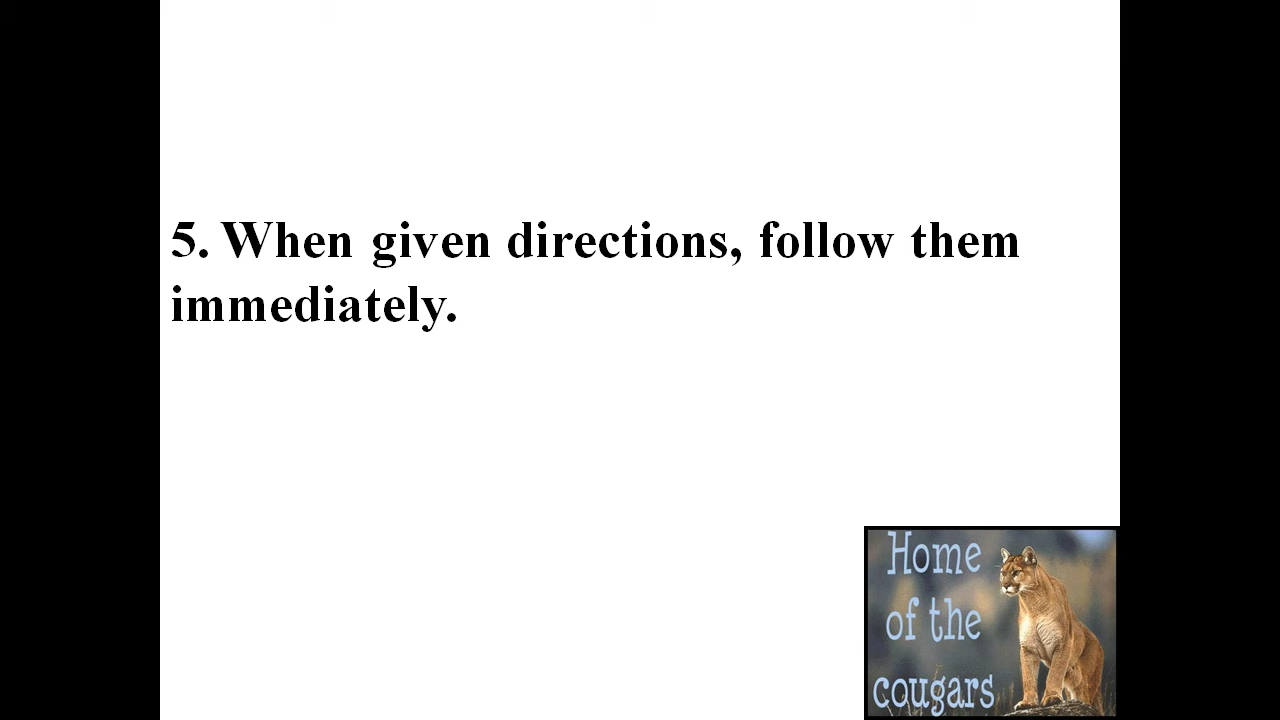 5. When given directions, follow them
immediately.
Home
of the
cougars